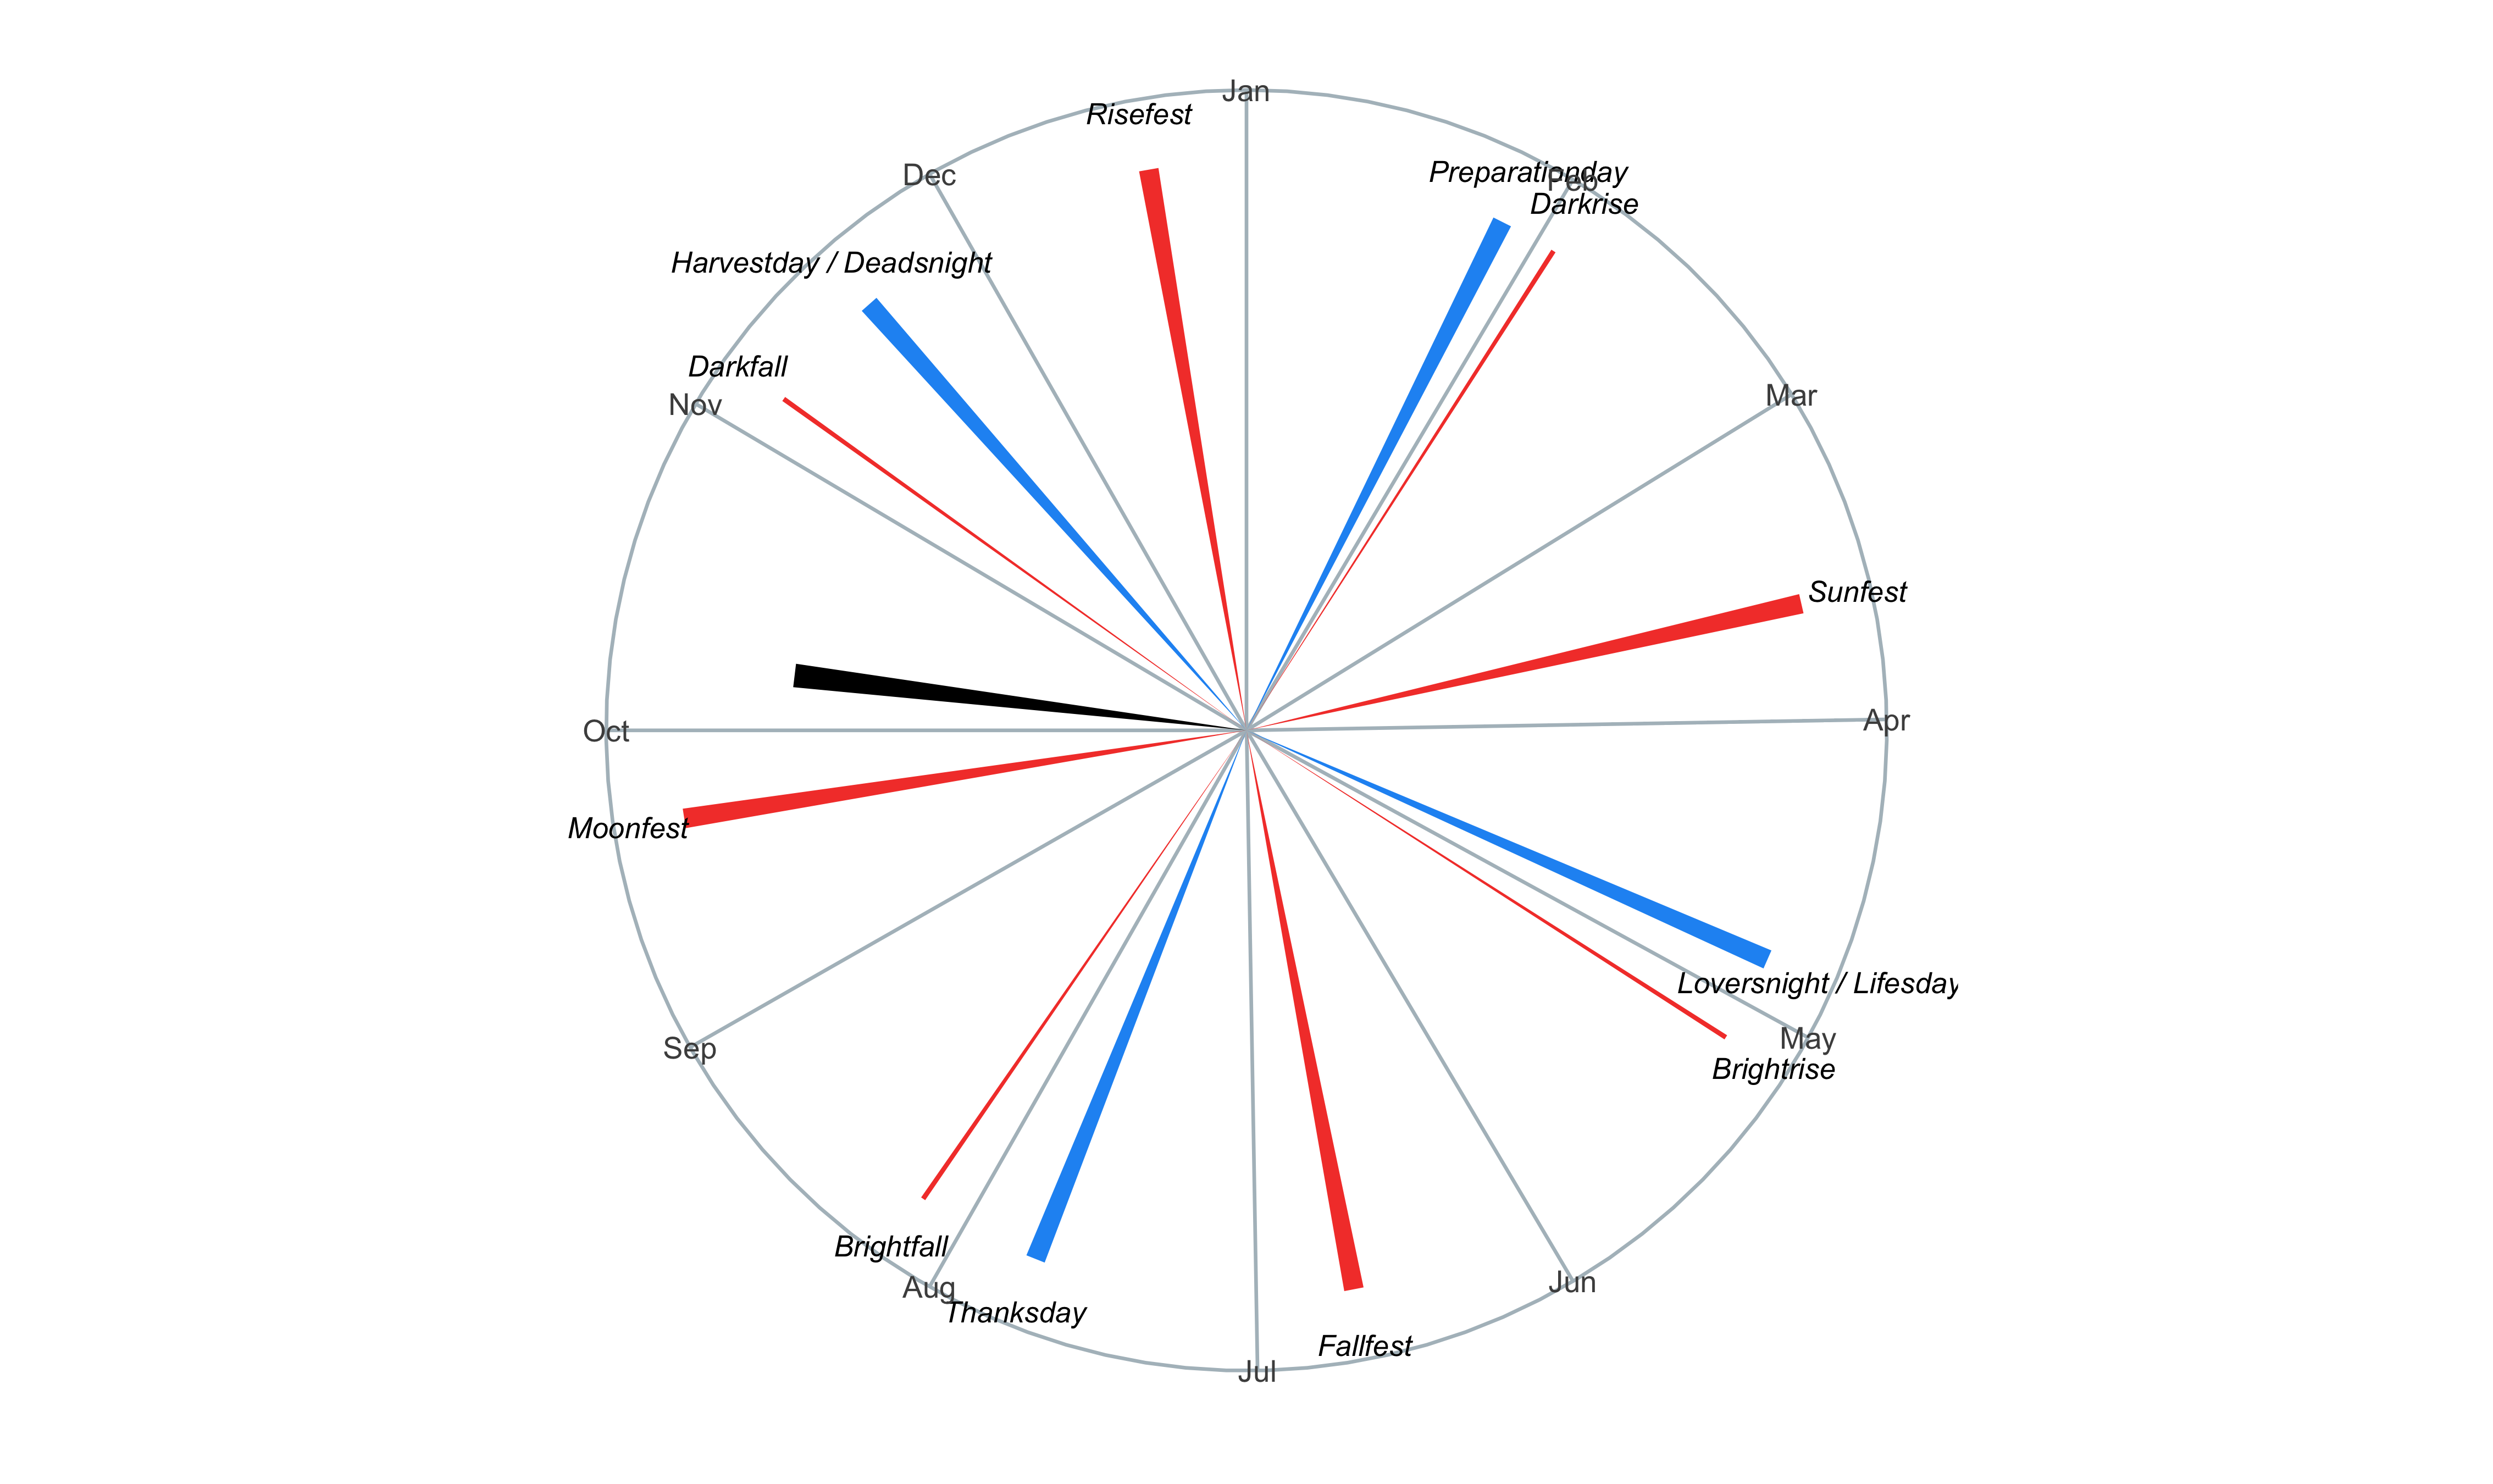 Jan
Risefest
Preparationday
Dec
Feb
Darkrise
Harvestday / Deadsnight
Darkfall
Nov
Mar
Sunfest
Oct
Apr
Moonfest
Loversnight / Lifesday
Sep
May
Brightrise
Brightfall
Aug
Jun
Thanksday
Fallfest
Jul